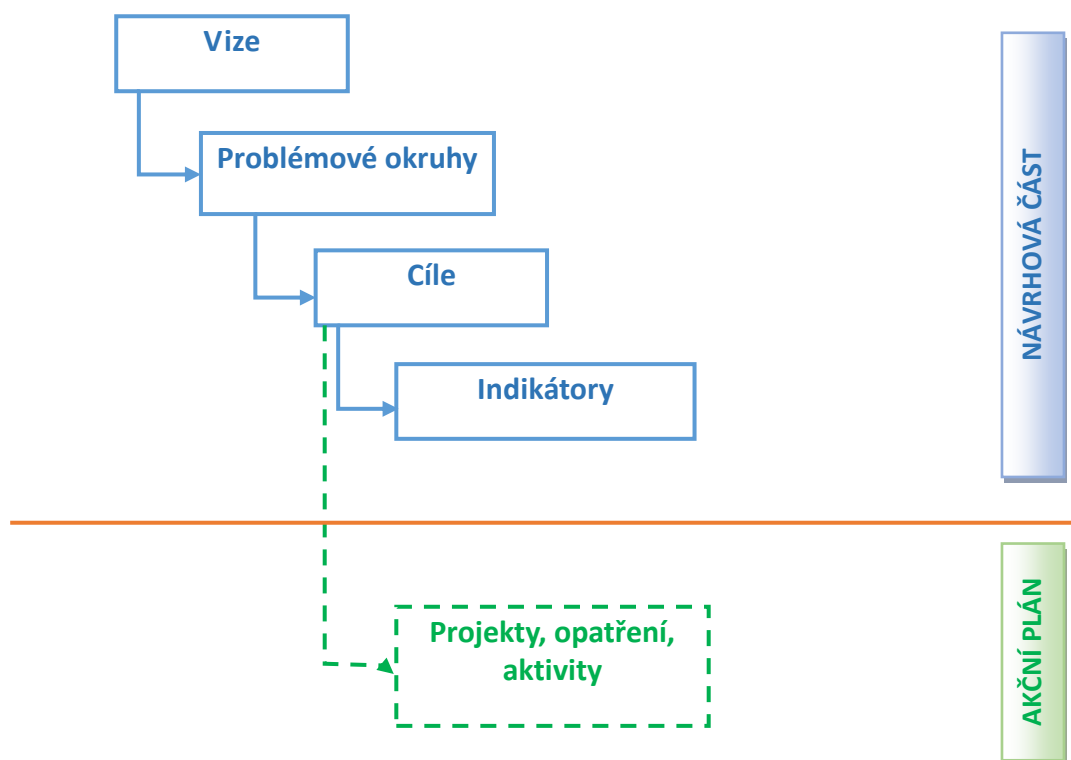 Vize
Problémové okruhy
Cíle
Indikátory
NÁVRHOVÁ ČÁST
Projekty, opatření,
aktivity
AKČNÍ PLÁN